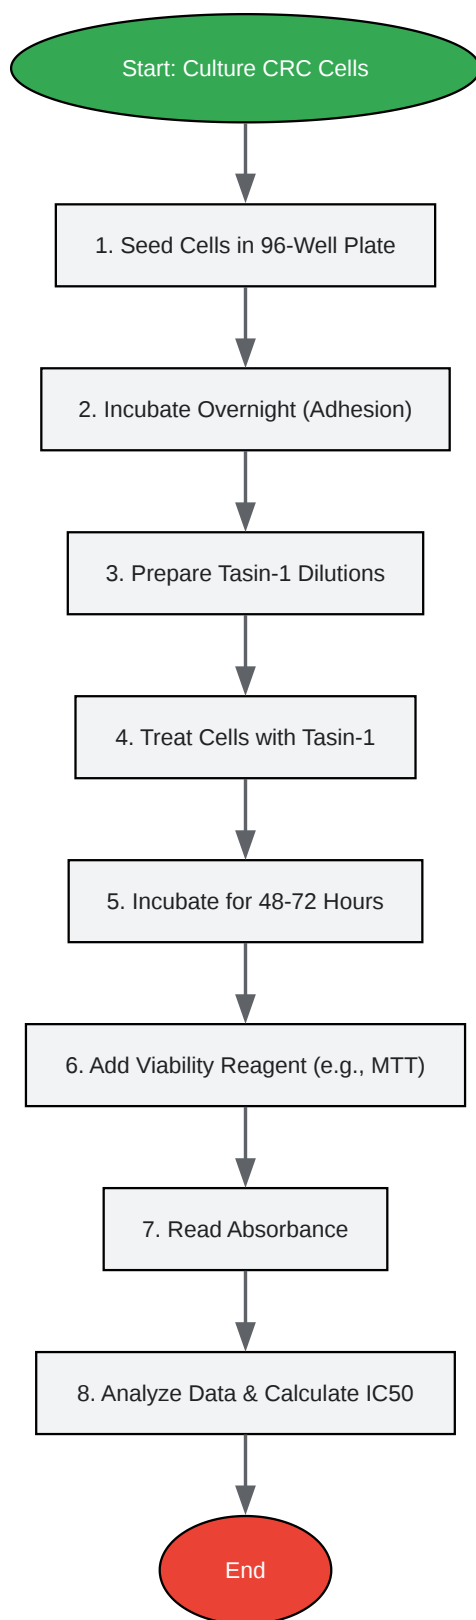 Start: Culture CRC Cells
1. Seed Cells in 96-Well Plate
2. Incubate Overnight (Adhesion)
3. Prepare Tasin-1 Dilutions
4. Treat Cells with Tasin-1
5. Incubate for 48-72 Hours
6. Add Viability Reagent (e.g., MTT)
7. Read Absorbance
8. Analyze Data & Calculate IC50
End